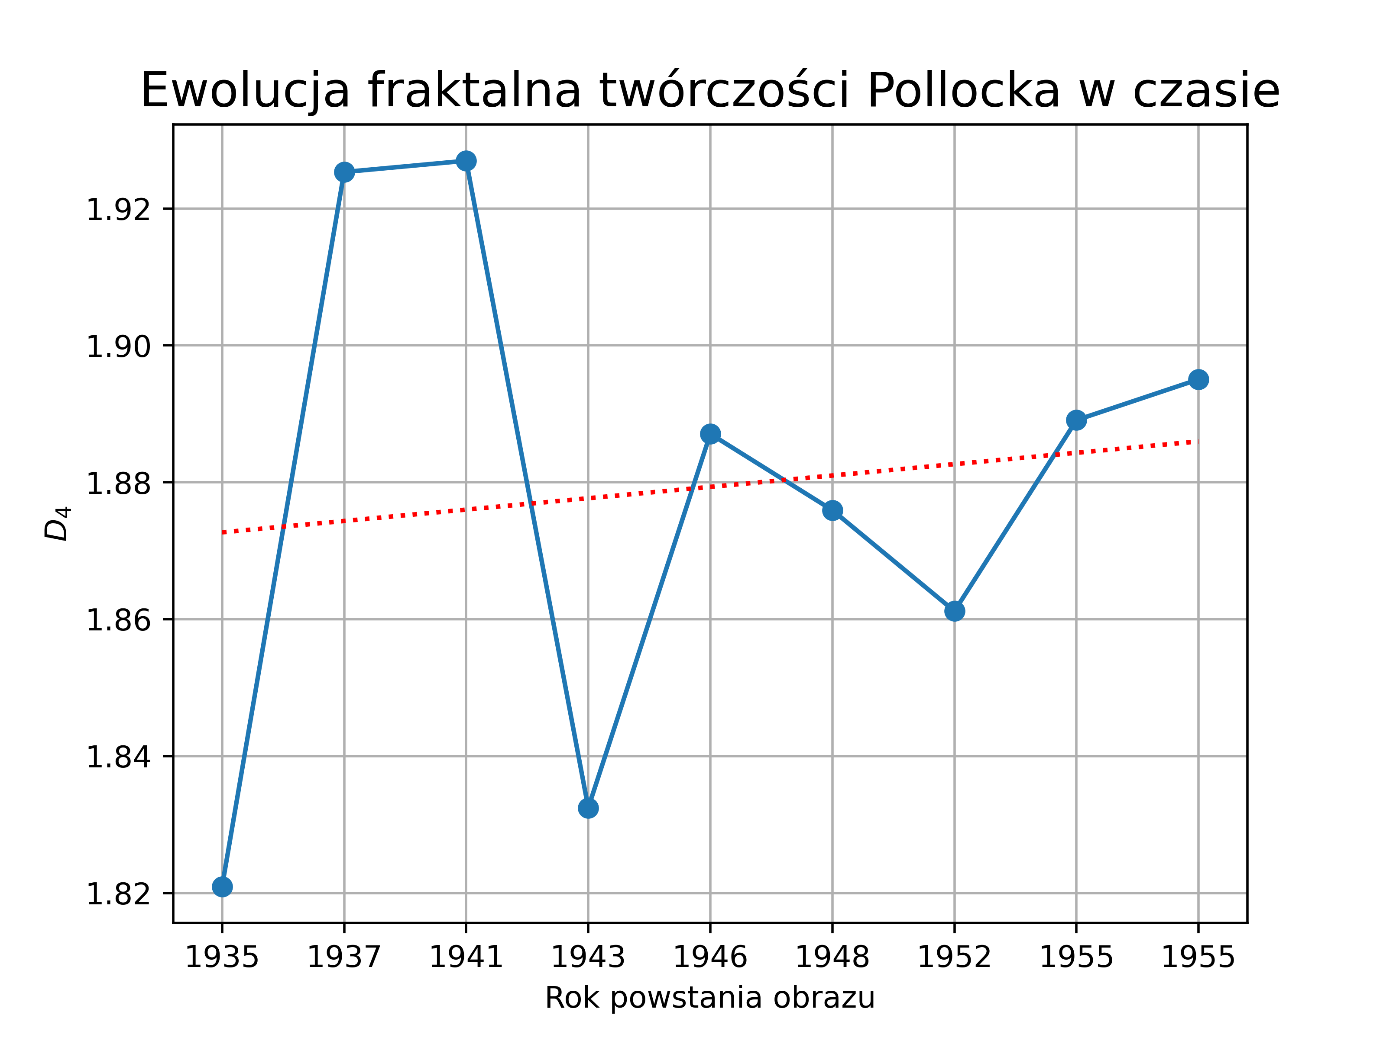 Ewolucja fraktalna twórczości Pollocka w czasie
1.92
1.90
1.88
1.86
1.84
1.82
D₄
1935 1937 1941 1943 1946 1948 1952 1955 1955
Rok powstania obrazu